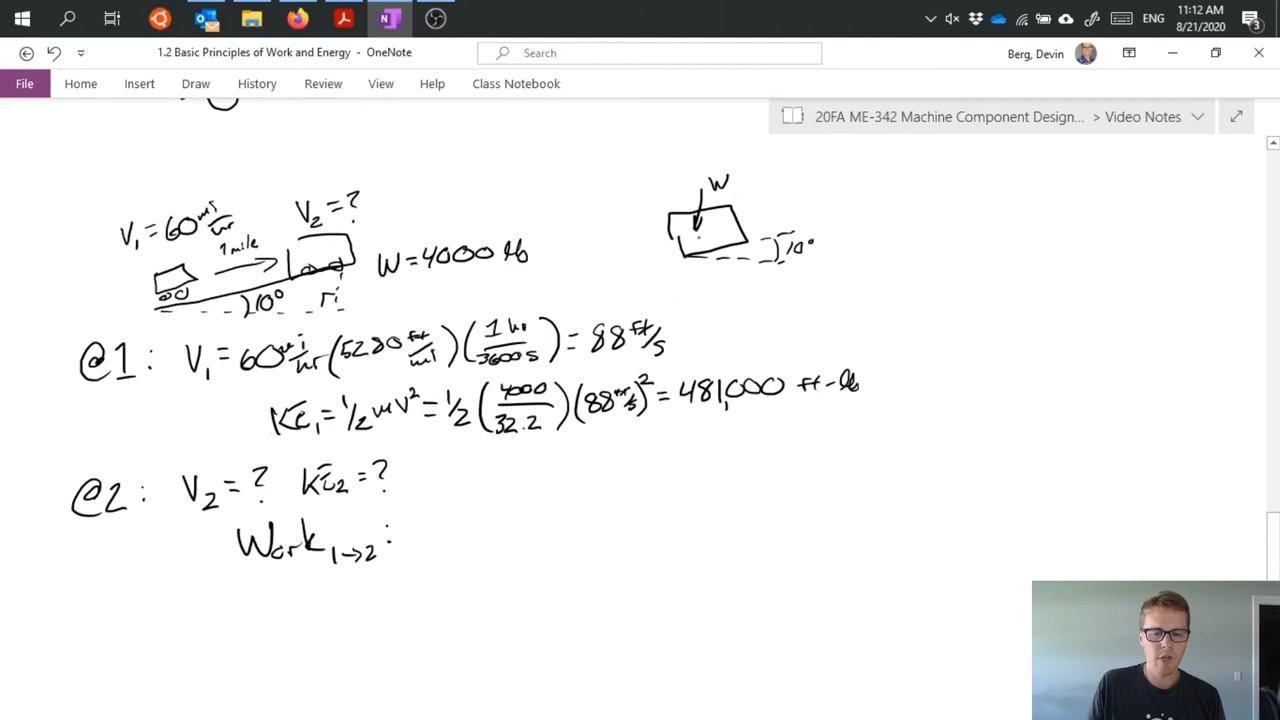 11:12 AM
ENG
8/21/2020
3
1.2 Basic Principles of Work and Energy - OneNote
Search
Berg, Devin
File Home Insert Draw History Review View Help Class Notebook
20FA ME-342 Machine Component Design... > Video Notes
V₁ = 60 mi/hr
V₂ = ?
1 mile
W = 4000 lb
10°
W
10°
@1: V₁ = 60 mi/hr (5280 ft/mi) (1 hr/3600 s) = 88 ft/s
KE₁ = 1/2 mV² = 1/2 (4000/32.2) (88 ft/s)² = 481,000 ft-lb
@2: V₂ = ? KE₂ = ?
Work 1→2 :